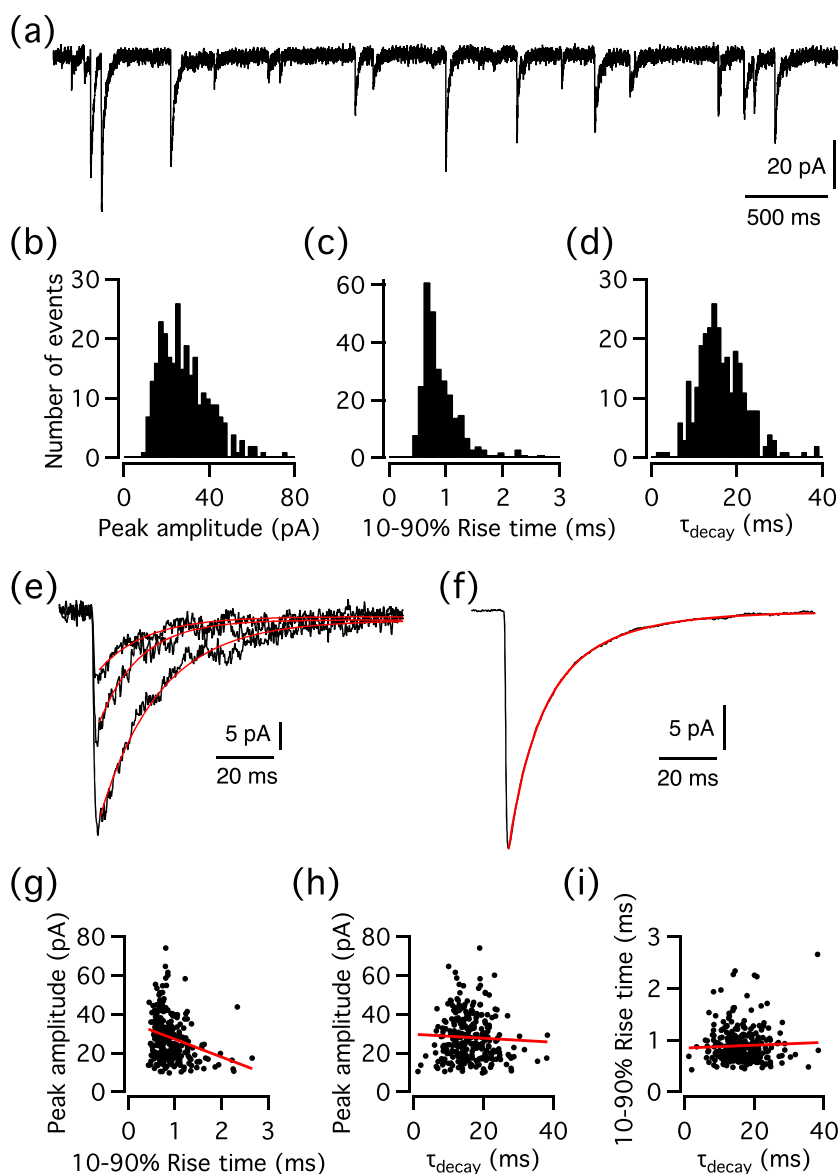 (a)
20 pA
500 ms
(b)
(c)
(d)
Number of events
30
20
10
0
0
40
80
Peak amplitude (pA)
60
40
20
0
0
1
2
3
10-90% Rise time (ms)
30
20
10
0
0
20
40
τdecay (ms)
(e)
(f)
5 pA
20 ms
5 pA
20 ms
(g)
(h)
(i)
Peak amplitude (pA)
80
60
40
20
0
0
1
2
3
10-90% Rise time (ms)
Peak amplitude (pA)
80
60
40
20
0
0
20
40
τdecay (ms)
10-90% Rise time (ms)
3
2
1
0
0
20
40
τdecay (ms)